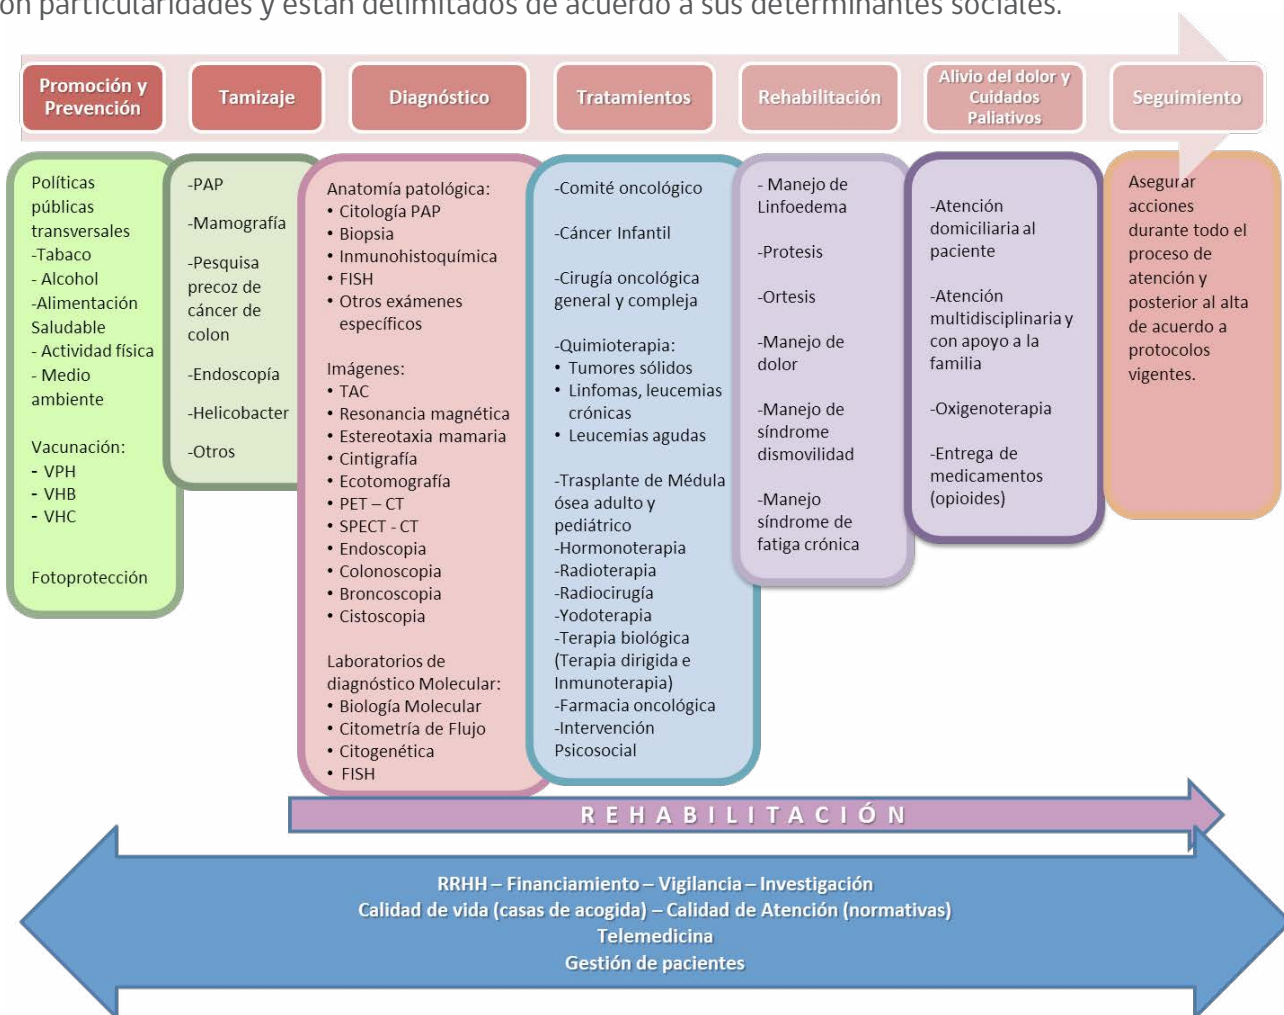 on particularidades y están delimitados de acuerdo a sus determinantes sociales.
Promoción y
Prevención
Tamizaje
Diagnóstico
Tratamientos
Rehabilitación
Alivio del dolor y
Cuidados
Paliativos
Seguimiento
Políticas
públicas
transversales
-Tabaco
- Alcohol
-Alimentación
Saludable
- Actividad física
- Medio
ambiente
Vacunación:
- VPH
- VHB
- VHC
Fotoprotección
-PAP
-Mamografía
-Pesquisa
precoz de
cáncer de
colon
-Endoscopía
-Helicobacter
-Otros
Anatomía patológica:
• Citología PAP
• Biopsia
• Inmunohistoquímica
• FISH
• Otros exámenes
específicos
Imágenes:
• TAC
• Resonancia magnética
• Estereotaxia mamaria
• Cintigrafía
• Ecotomografía
• PET – CT
• SPECT - CT
• Endoscopia
• Colonoscopia
• Broncoscopia
• Cistoscopia
Laboratorios de
diagnóstico Molecular:
• Biología Molecular
• Citometría de Flujo
• Citogenética
• FISH
-Comité oncológico
-Cáncer Infantil
-Cirugía oncológica
general y compleja
-Quimioterapia:
• Tumores sólidos
• Linfomas, leucemias
crónicas
• Leucemias agudas
-Trasplante de Médula
ósea adulto y
pediátrico
-Hormonoterapia
-Radioterapia
-Radiocirugía
-Yodoterapia
-Terapia biológica
(Terapia dirigida e
Inmunoterapia)
-Farmacia oncológica
-Intervención
Psicosocial
- Manejo de
Linfoedema
-Protesis
-Ortesis
-Manejo de
dolor
-Manejo de
síndrome
dismovilidad
-Manejo
síndrome de
fatiga crónica
-Atención
domiciliaria al
paciente
-Atención
multidisciplinaria y
con apoyo a la
familia
-Oxigenoterapia
-Entrega de
medicamentos
(opioides)
Asegurar
acciones
durante todo el
proceso de
atención y
posterior al alta
de acuerdo a
protocolos
vigentes.
REHABILITACIÓN
RRHH – Financiamiento – Vigilancia – Investigación
Calidad de vida (casas de acogida) – Calidad de Atención (normativas)
Telemedicina
Gestión de pacientes